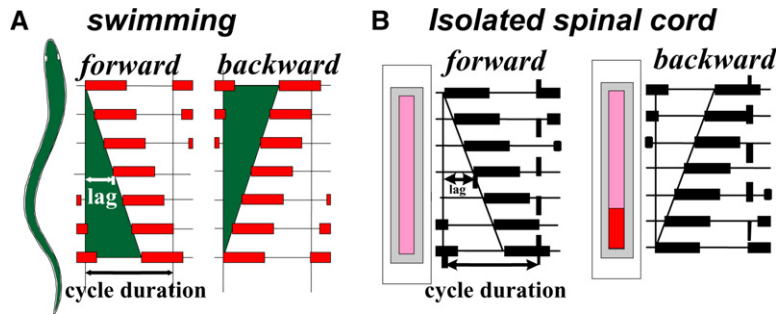 A swimming
forward backward
lag
cycle duration
B Isolated spinal cord
forward backward
lag
cycle duration